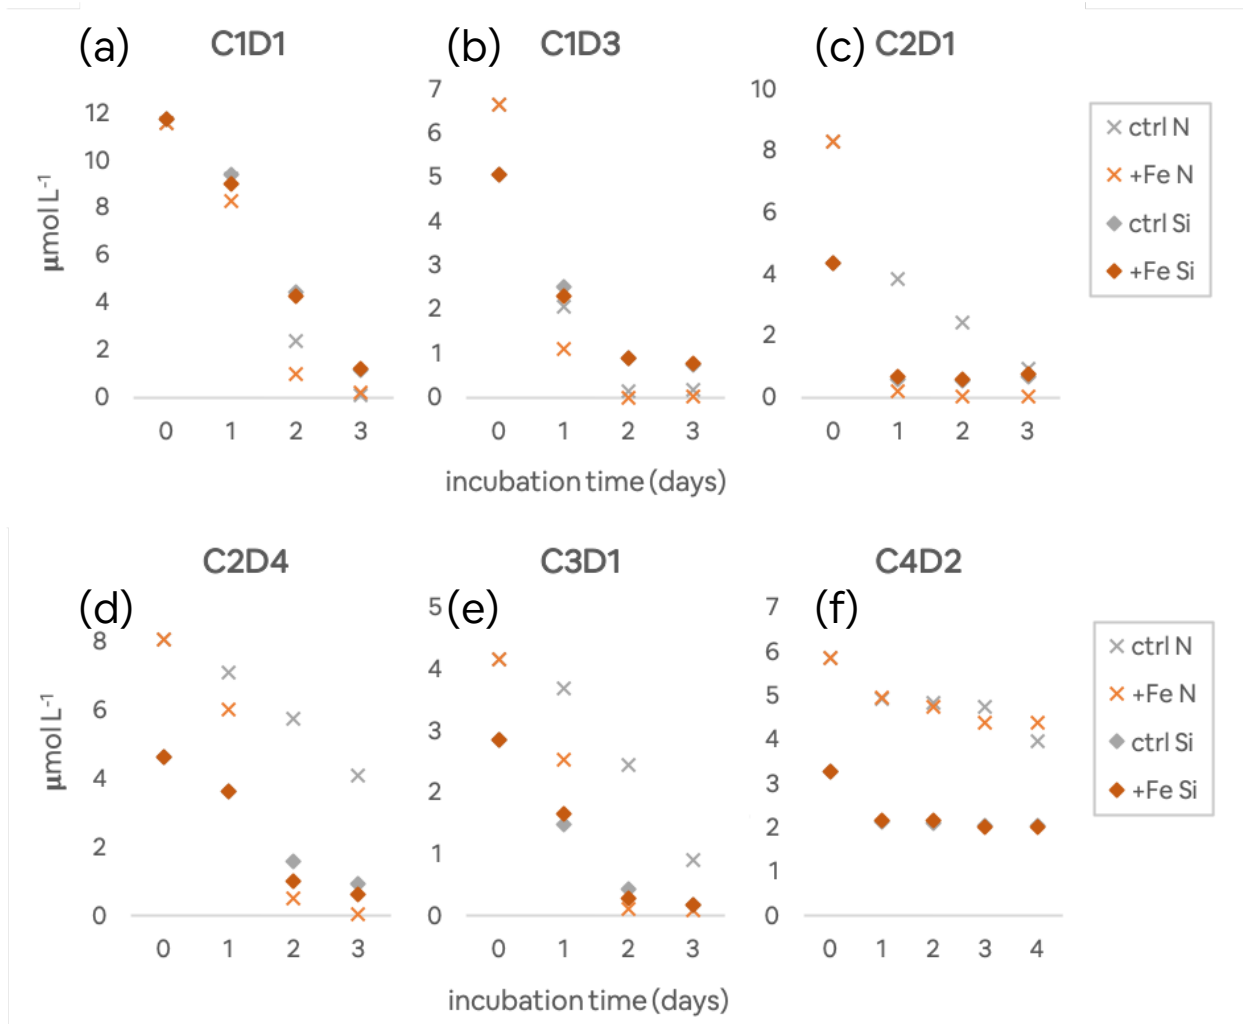 (a) C1D1
(b) C1D3
(c) C2D1
12
10
8
6
4
2
0
µmol L-1
0 1 2 3
7
6
5
4
3
2
1
0
0 1 2 3
10
8
6
4
2
0
0 1 2 3
ctrl N
+Fe N
ctrl Si
+Fe Si
incubation time (days)
(d) C2D4
(e) C3D1
(f) C4D2
8
6
4
2
0
µmol L-1
0 1 2 3
5
4
3
2
1
0
0 1 2 3
7
6
5
4
3
2
1
0
0 1 2 3 4
ctrl N
+Fe N
ctrl Si
+Fe Si
incubation time (days)